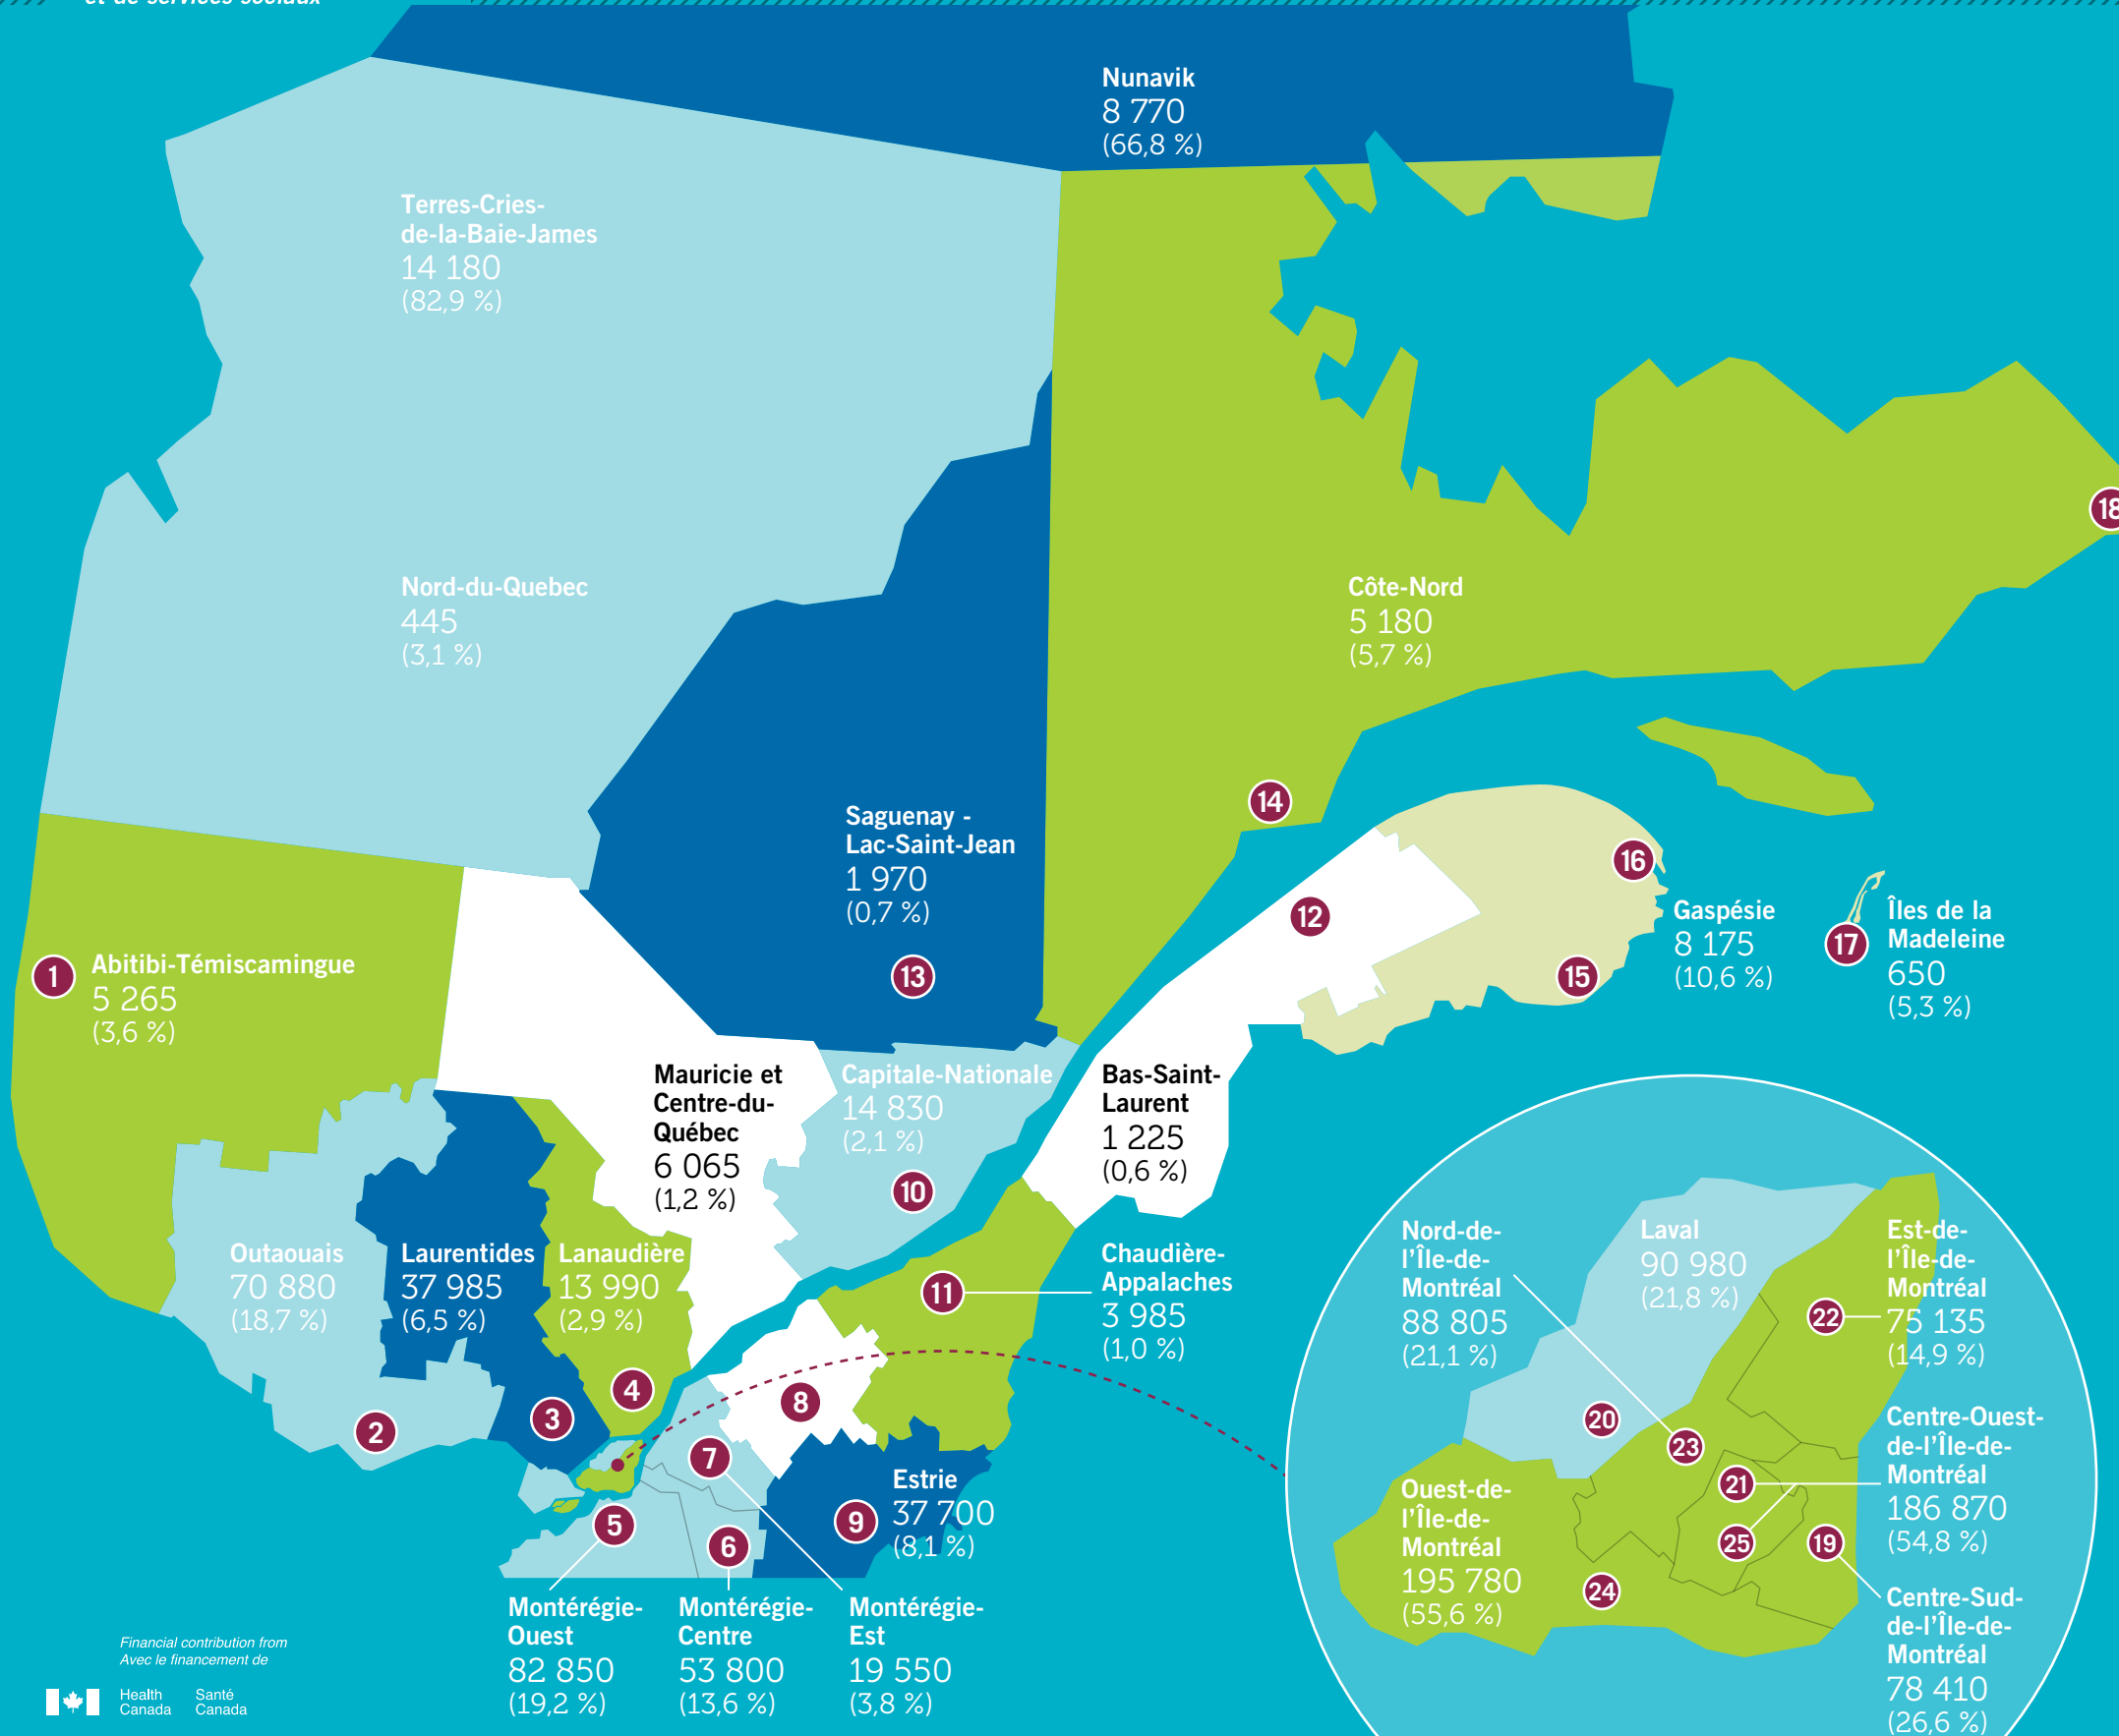 et de services sociaux
Nunavik
8 770
(66,8 %)
Terres-Cries-
de-la-Baie-James
14 180
(82,9 %)
Nord-du-Quebec
445
(3,1 %)
Côte-Nord
5 180
(5,7 %)
18
Saguenay -
Lac-Saint-Jean
1 970
(0,7 %)
13
14
12
16
15
Gaspésie
8 175
(10,6 %)
17
Îles de la
Madeleine
650
(5,3 %)
1
Abitibi-Témiscamingue
5 265
(3,6 %)
Mauricie et
Centre-du-
Québec
6 065
(1,2 %)
Capitale-Nationale
14 830
(2,1 %)
10
Bas-Saint-
Laurent
1 225
(0,6 %)
Outaouais
70 880
(18,7 %)
2
Laurentides
37 985
(6,5 %)
3
Lanaudière
13 990
(2,9 %)
4
11
Chaudière-
Appalaches
3 985
(1,0 %)
8
7
5
6
9
Estrie
37 700
(8,1 %)
Montérégie-
Ouest
82 850
(19,2 %)
Montérégie-
Centre
53 800
(13,6 %)
Montérégie-
Est
19 550
(3,8 %)
Nord-de-
l'Île-de-
Montréal
88 805
(21,1 %)
Laval
90 980
(21,8 %)
Est-de-
l'Île-de-
Montréal
75 135
(14,9 %)
22
20
23
21
25
19
24
Ouest-de-
l'Île-de-
Montréal
195 780
(55,6 %)
Centre-Ouest-
de-l'Île-de-
Montréal
186 870
(54,8 %)
Centre-Sud-
de-l'Île-de-
Montréal
78 410
(26,6 %)
Financial contribution from
Avec le financement de
Health
Canada
Santé
Canada